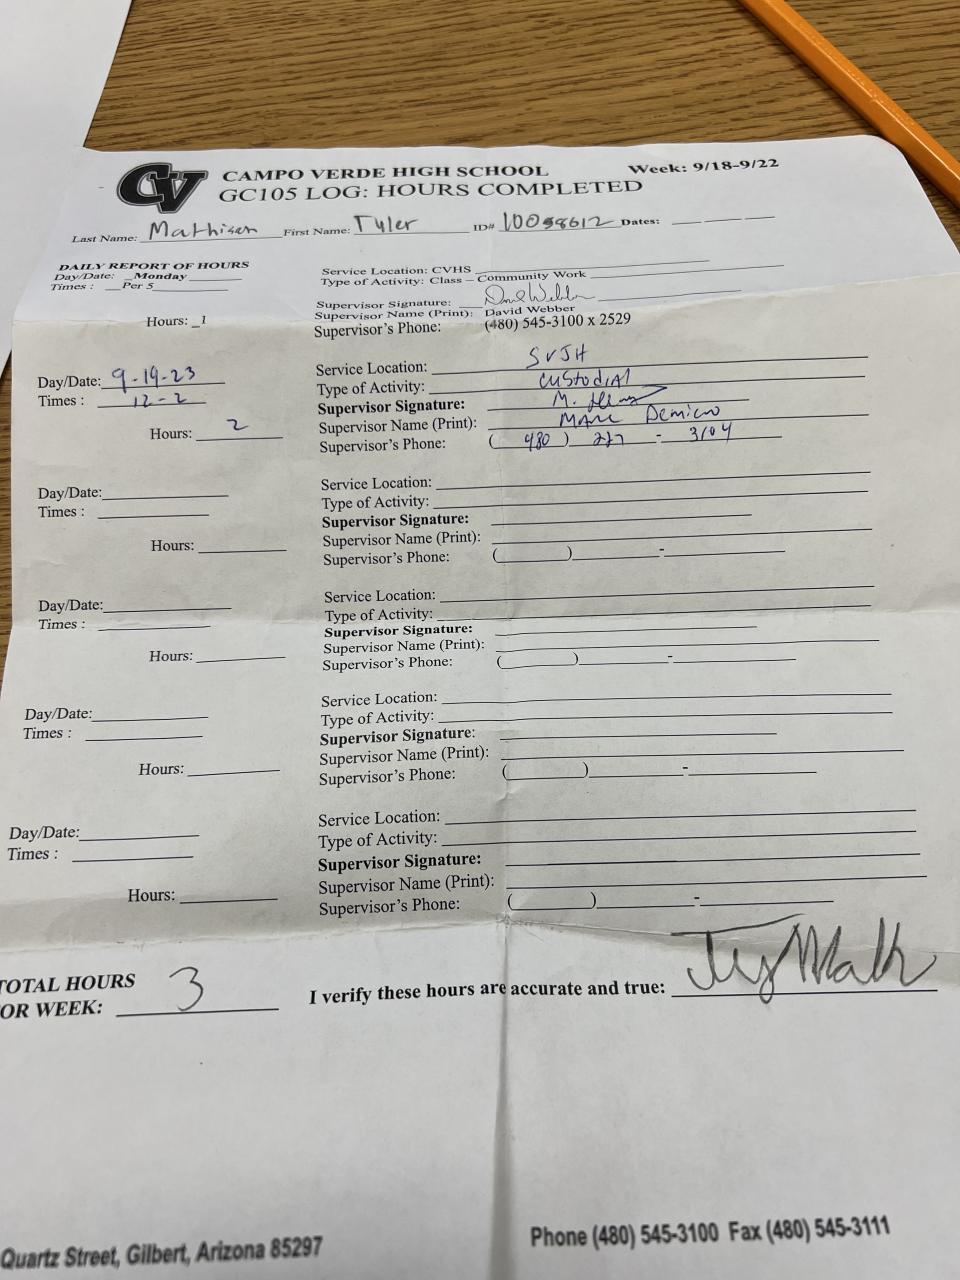 CV CAMPO VERDE HIGH SCHOOL Week: 9/18-9/22
GC105 LOG: HOURS COMPLETED
Last Name: Mathisen First Name: Tyler ID# Dates:
DAILY REPORT OF HOURS
Day/Date: Monday
Times : Per 5
Hours: 1
Service Location: CVHS
Type of Activity: Class – Community Work
Supervisor Signature:
Supervisor Name (Print): David Webber
Supervisor's Phone: (480) 545-3100 x 2529
Day/Date: 9-19-23
Times : 12-2
Hours: 2
Service Location: SVJH
Type of Activity: Custodial
Supervisor Signature: M.
Supervisor Name (Print): Marc
Supervisor's Phone: (480) 227 - 3104
Day/Date:
Times :
Hours:
Service Location:
Type of Activity:
Supervisor Signature:
Supervisor Name (Print):
Supervisor's Phone: ( ) -
Day/Date:
Times :
Hours:
Service Location:
Type of Activity:
Supervisor Signature:
Supervisor Name (Print):
Supervisor's Phone: ( ) -
Day/Date:
Times :
Hours:
Service Location:
Type of Activity:
Supervisor Signature:
Supervisor Name (Print):
Supervisor's Phone: ( ) -
Day/Date:
Times :
Hours:
Service Location:
Type of Activity:
Supervisor Signature:
Supervisor Name (Print):
Supervisor's Phone: ( ) -
TOTAL HOURS
OR WEEK: 3 I verify these hours are accurate and true:
Quartz Street, Gilbert, Arizona 85297 Phone (480) 545-3100 Fax (480) 545-3111